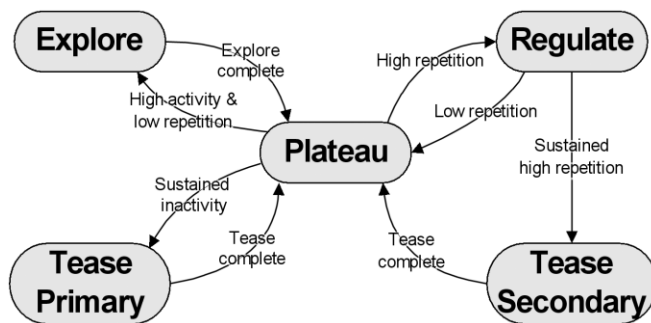 Explore
Regulate
Explore
complete
High repetition
High activity &
low repetition
Low repetition
Plateau
Sustained
high repetition
Sustained
inactivity
Tease
complete
Tease
complete
Tease
Primary
Tease
Secondary